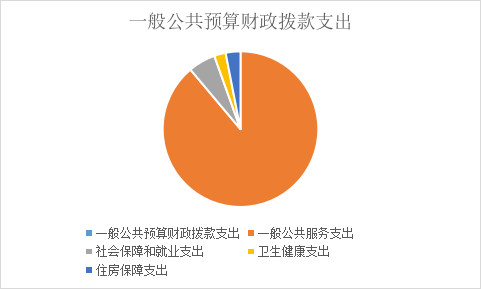 一般公共预算财政拨款支出
一般公共预算财政拨款支出 一般公共服务支出
社会保障和就业支出 卫生健康支出
住房保障支出